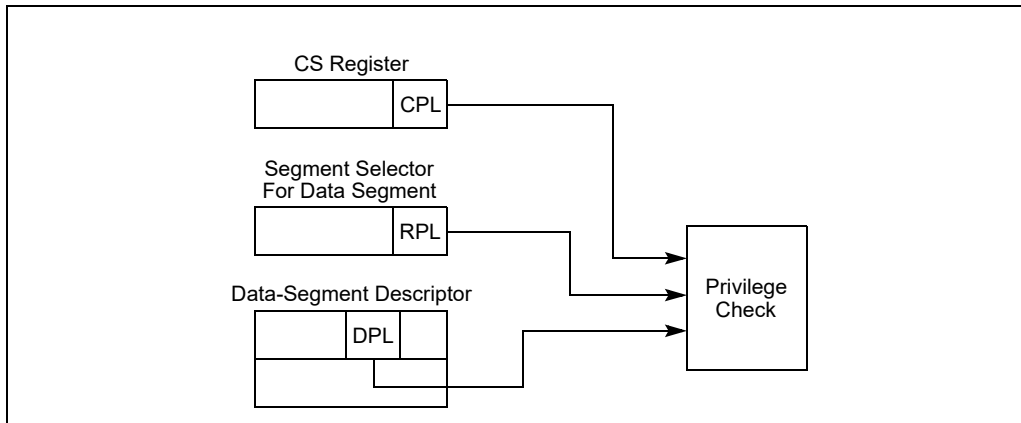 CS Register
CPL
Segment Selector
For Data Segment
RPL
Data-Segment Descriptor
DPL
Privilege
Check